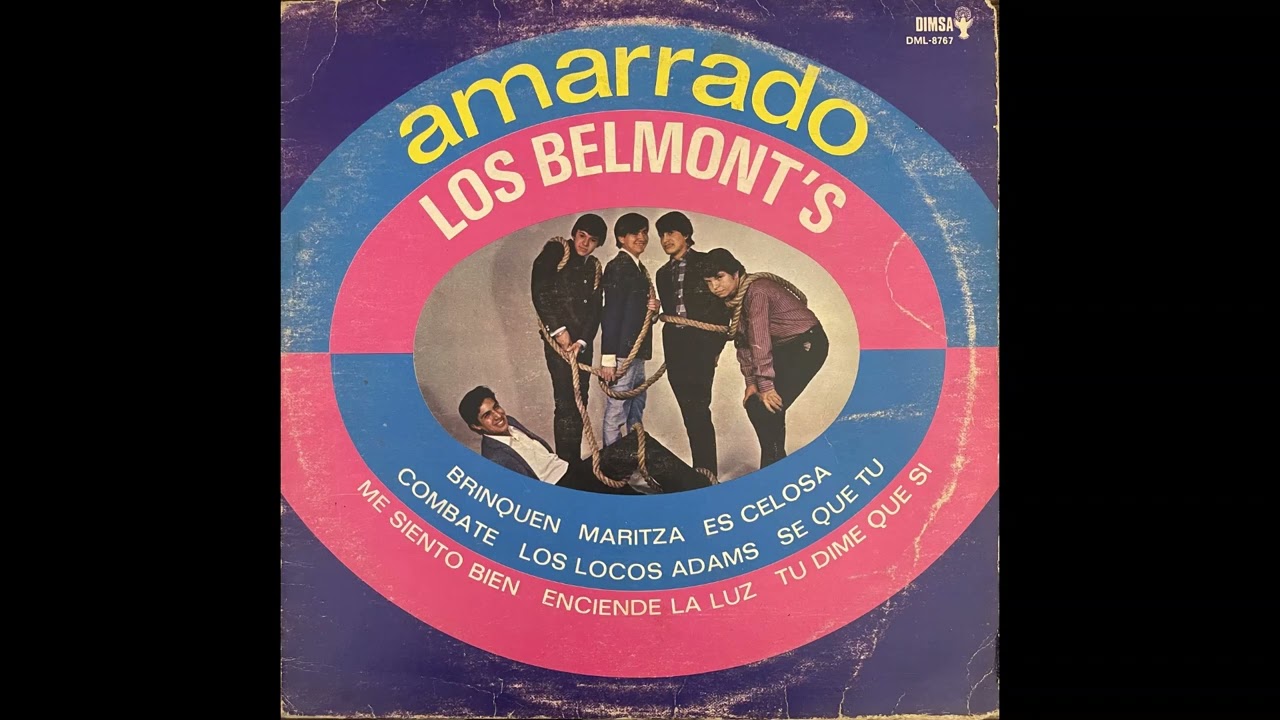 DIMSA
DML-8767
amarrado
LOS BELMONT'S
BRINQUEN MARITZA ES CELOSA
COMBATE LOS LOCOS ADAMS SE QUE TU
ME SIENTO BIEN ENCIENDE LA LUZ TU DIME QUE SI